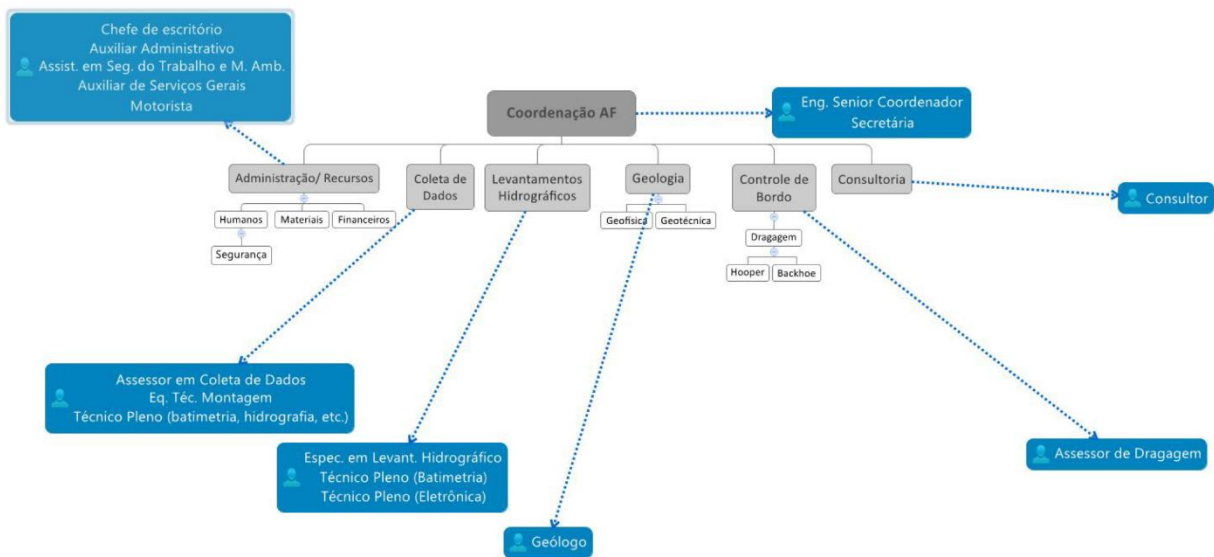 Chefe de escritório
Auxiliar Administrativo
Assist. em Seg. do Trabalho e M. Amb.
Auxiliar de Serviços Gerais
Motorista
Coordenação AF
Eng. Senior Coordenador
Secretária
Administração/ Recursos
Coleta de
Dados
Levantamentos
Hidrográficos
Geologia
Controle de
Bordo
Consultoria
Consultor
Humanos
Materiais
Financeiros
Geofísica
Geotécnica
Segurança
Dragagem
Hooper
Backhoe
Assessor em Coleta de Dados
Eq. Téc. Montagem
Técnico Pleno (batimetria, hidrografia, etc.)
Espec. em Levant. Hidrográfico
Técnico Pleno (Batimetria)
Técnico Pleno (Eletrônica)
Assessor de Dragagem
Geólogo